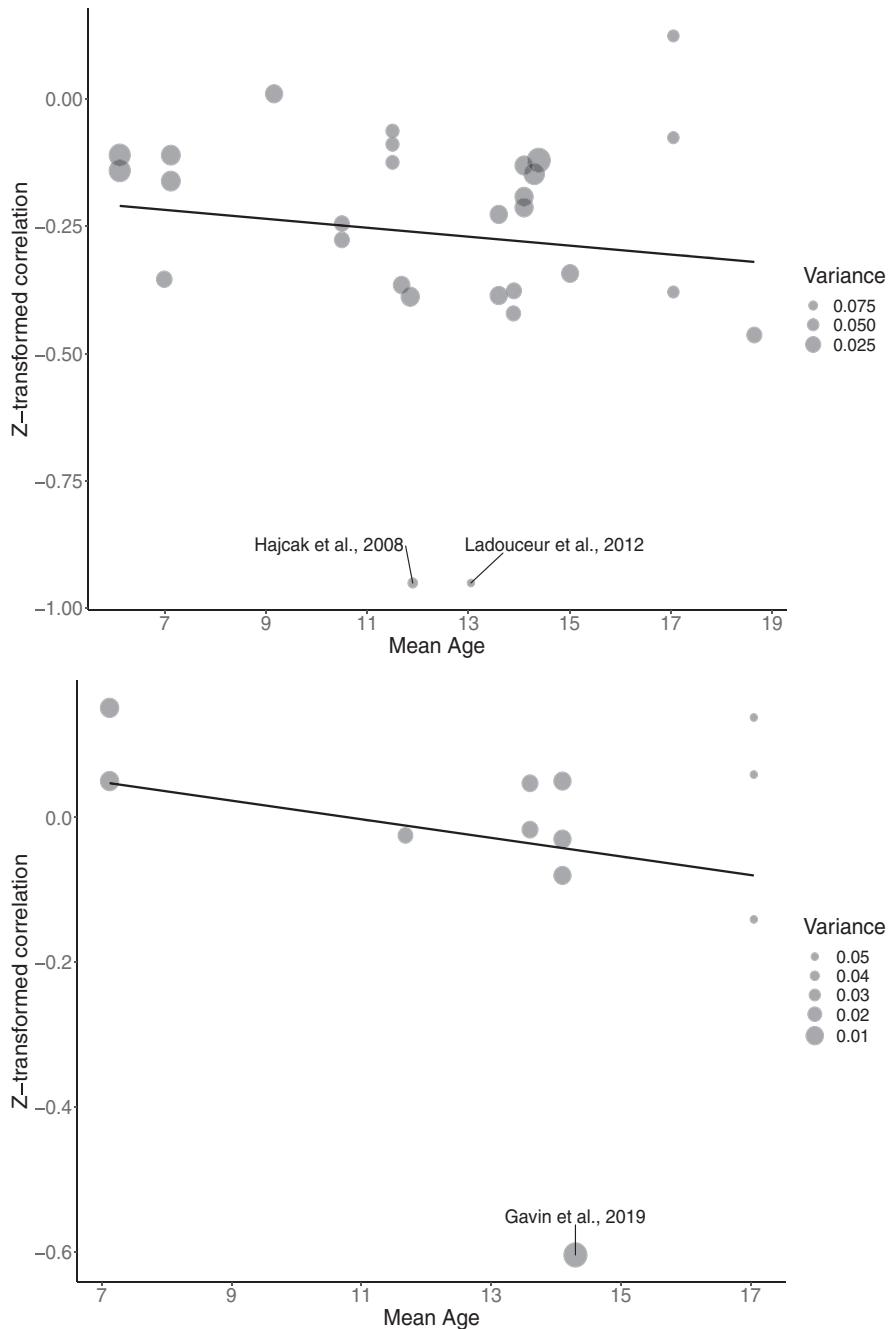 0.00
−0.25
−0.50
−0.75
−1.00
Z−transformed correlation
Hajcak et al., 2008
Ladouceur et al., 2012
7 9 11 13 15 17 19
Mean Age
Variance
0.075
0.050
0.025
0.0
−0.2
−0.4
−0.6
Z−transformed correlation
Gavin et al., 2019
7 9 11 13 15 17
Mean Age
Variance
0.05
0.04
0.03
0.02
0.01